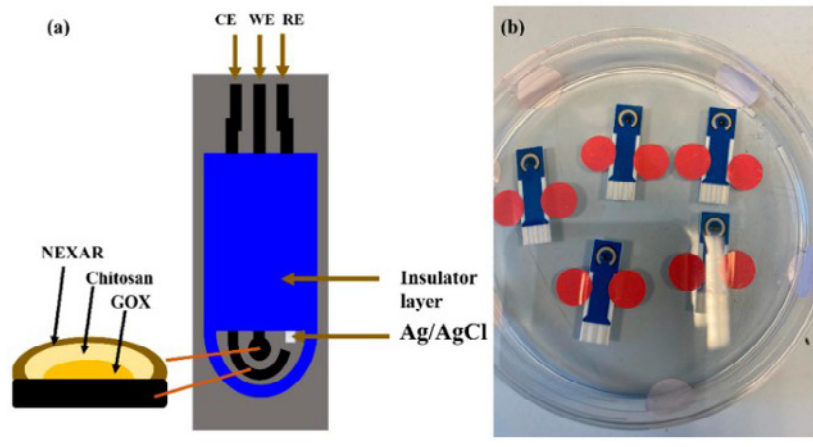 (a)
CE WE RE
(b)
NEXAR
Chitosan
GOX
Insulator
layer
Ag/AgCl